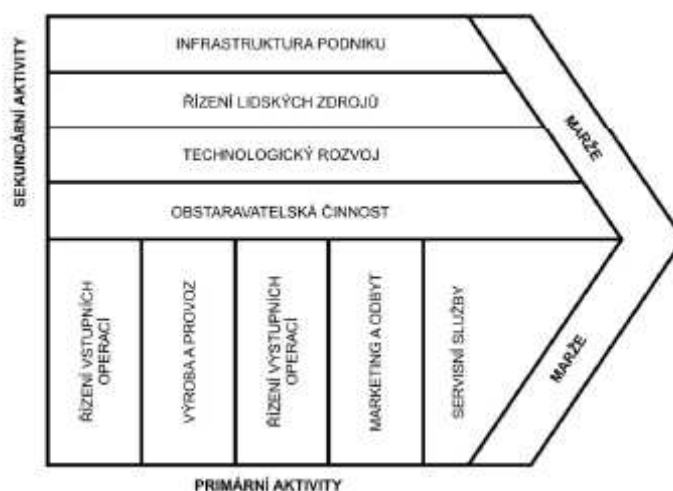 SEKUNDÁRNÍ AKTIVITY
INFRASTRUKTURA PODNIKU
ŘÍZENÍ LIDSKÝCH ZDROJŮ
TECHNOLOGICKÝ ROZVOJ
OBSTARAVATELSKÁ ČINNOST
MARŽE
ŘÍZENÍ VSTUPNÍCH
OPERACÍ
VÝROBA A PROVOZ
ŘÍZENÍ VÝSTUPNÍCH
OPERACÍ
MARKETING A ODBYT
SERVISNÍ SLUŽBY
MARŽE
PRIMÁRNÍ AKTIVITY